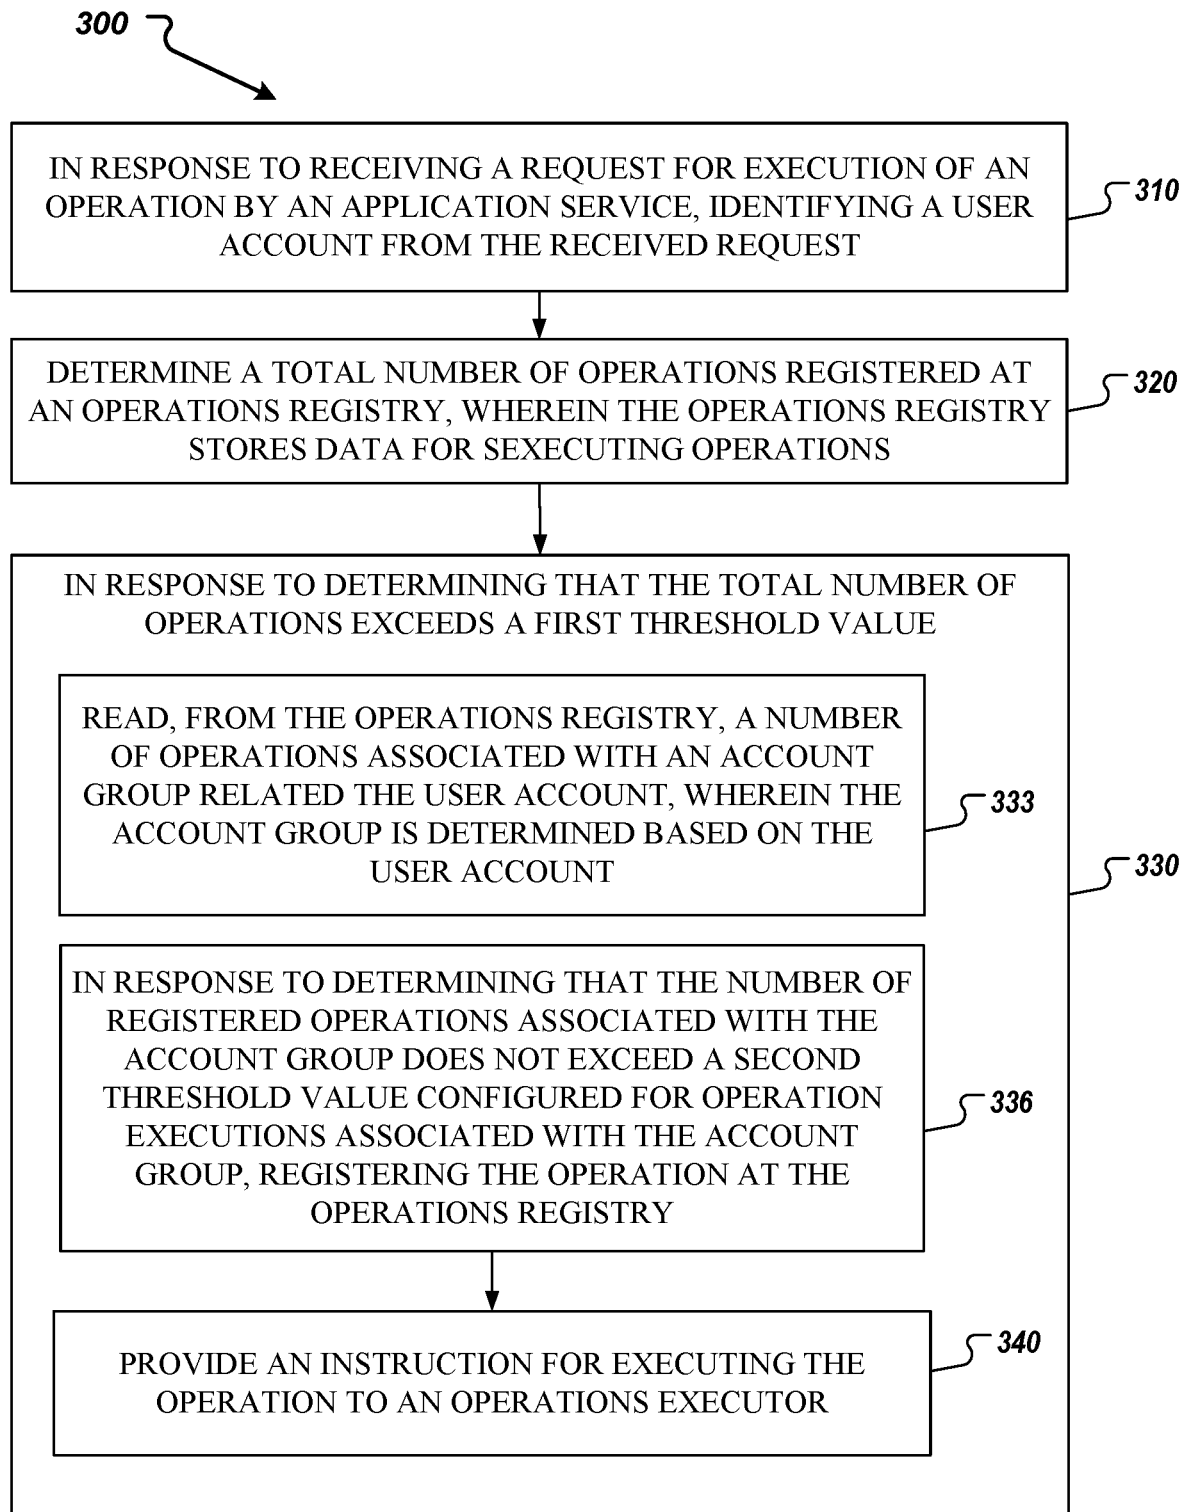 300
IN RESPONSE TO RECEIVING A REQUEST FOR EXECUTION OF AN
OPERATION BY AN APPLICATION SERVICE, IDENTIFYING A USER
ACCOUNT FROM THE RECEIVED REQUEST
310
DETERMINE A TOTAL NUMBER OF OPERATIONS REGISTERED AT
AN OPERATIONS REGISTRY, WHEREIN THE OPERATIONS REGISTRY
STORES DATA FOR SEXECUTING OPERATIONS
320
IN RESPONSE TO DETERMINING THAT THE TOTAL NUMBER OF
OPERATIONS EXCEEDS A FIRST THRESHOLD VALUE
330
READ, FROM THE OPERATIONS REGISTRY, A NUMBER
OF OPERATIONS ASSOCIATED WITH AN ACCOUNT
GROUP RELATED THE USER ACCOUNT, WHEREIN THE
ACCOUNT GROUP IS DETERMINED BASED ON THE
USER ACCOUNT
333
IN RESPONSE TO DETERMINING THAT THE NUMBER OF
REGISTERED OPERATIONS ASSOCIATED WITH THE
ACCOUNT GROUP DOES NOT EXCEED A SECOND
THRESHOLD VALUE CONFIGURED FOR OPERATION
EXECUTIONS ASSOCIATED WITH THE ACCOUNT
GROUP, REGISTERING THE OPERATION AT THE
OPERATIONS REGISTRY
336
PROVIDE AN INSTRUCTION FOR EXECUTING THE
OPERATION TO AN OPERATIONS EXECUTOR
340